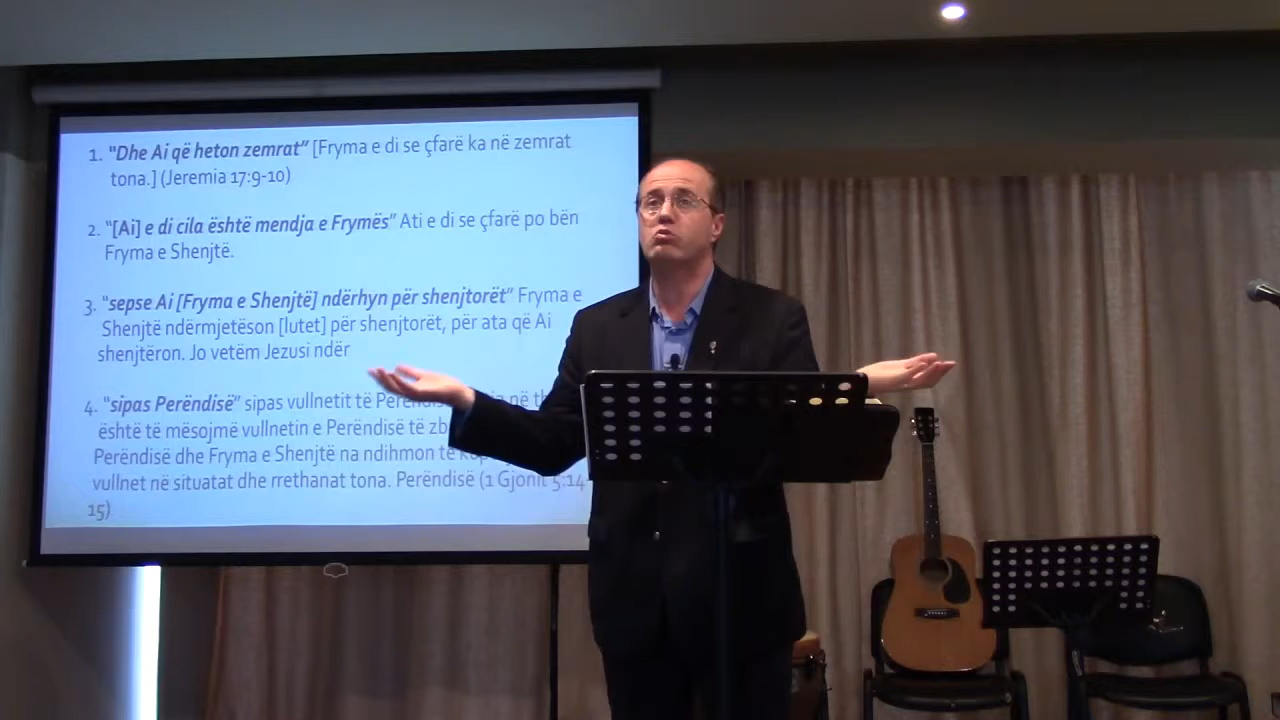 1. "Dhe Ai që heton zemrat" [Fryma e di se çfarë ka në zemrat
tona.] (Jeremia 17:9-10)
2. "[Ai] e di cila është mendja e Frymës" Ati e di se çfarë po bën
Fryma e Shenjtë.
3. "sepse Ai [Fryma e Shenjtë] ndërhyn për shenjtorët" Fryma e
Shenjtë ndërmjetëson [lutet] për shenjtorët, për ata që Ai
shenjtëron. Jo vetëm Jezusi ndër
4. "sipas Perëndisë" sipas vullnetit të
është të mësojmë vullnetin e Perëndisë të
Perëndisë dhe Fryma e Shenjtë na ndihmon të
vullnet në situatat dhe rrethanat tona. Perëndisë (1 Gjonit 5:14
15)